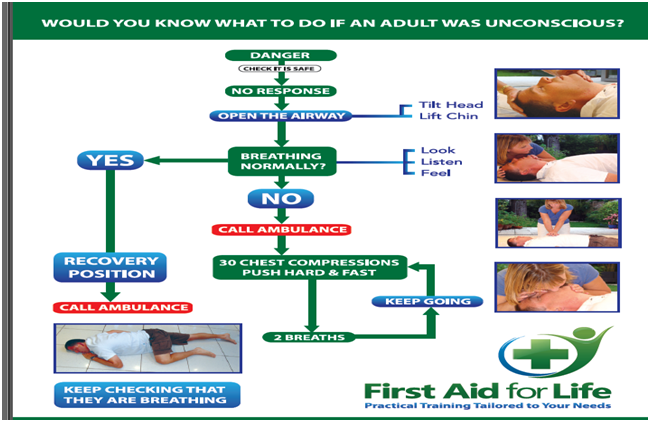 WOULD YOU KNOW WHAT TO DO IF AN ADULT WAS UNCONSCIOUS?
DANGER
CHECK IT IS SAFE
NO RESPONSE
OPEN THE AIRWAY
Tilt Head
Lift Chin
YES
BREATHING
NORMALLY?
Look
Listen
Feel
NO
CALL AMBULANCE
30 CHEST COMPRESSIONS
PUSH HARD & FAST
KEEP GOING
2 BREATHS
RECOVERY
POSITION
CALL AMBULANCE
KEEP CHECKING THAT
THEY ARE BREATHING
First Aid for Life
Practical Training Tailored to Your Needs